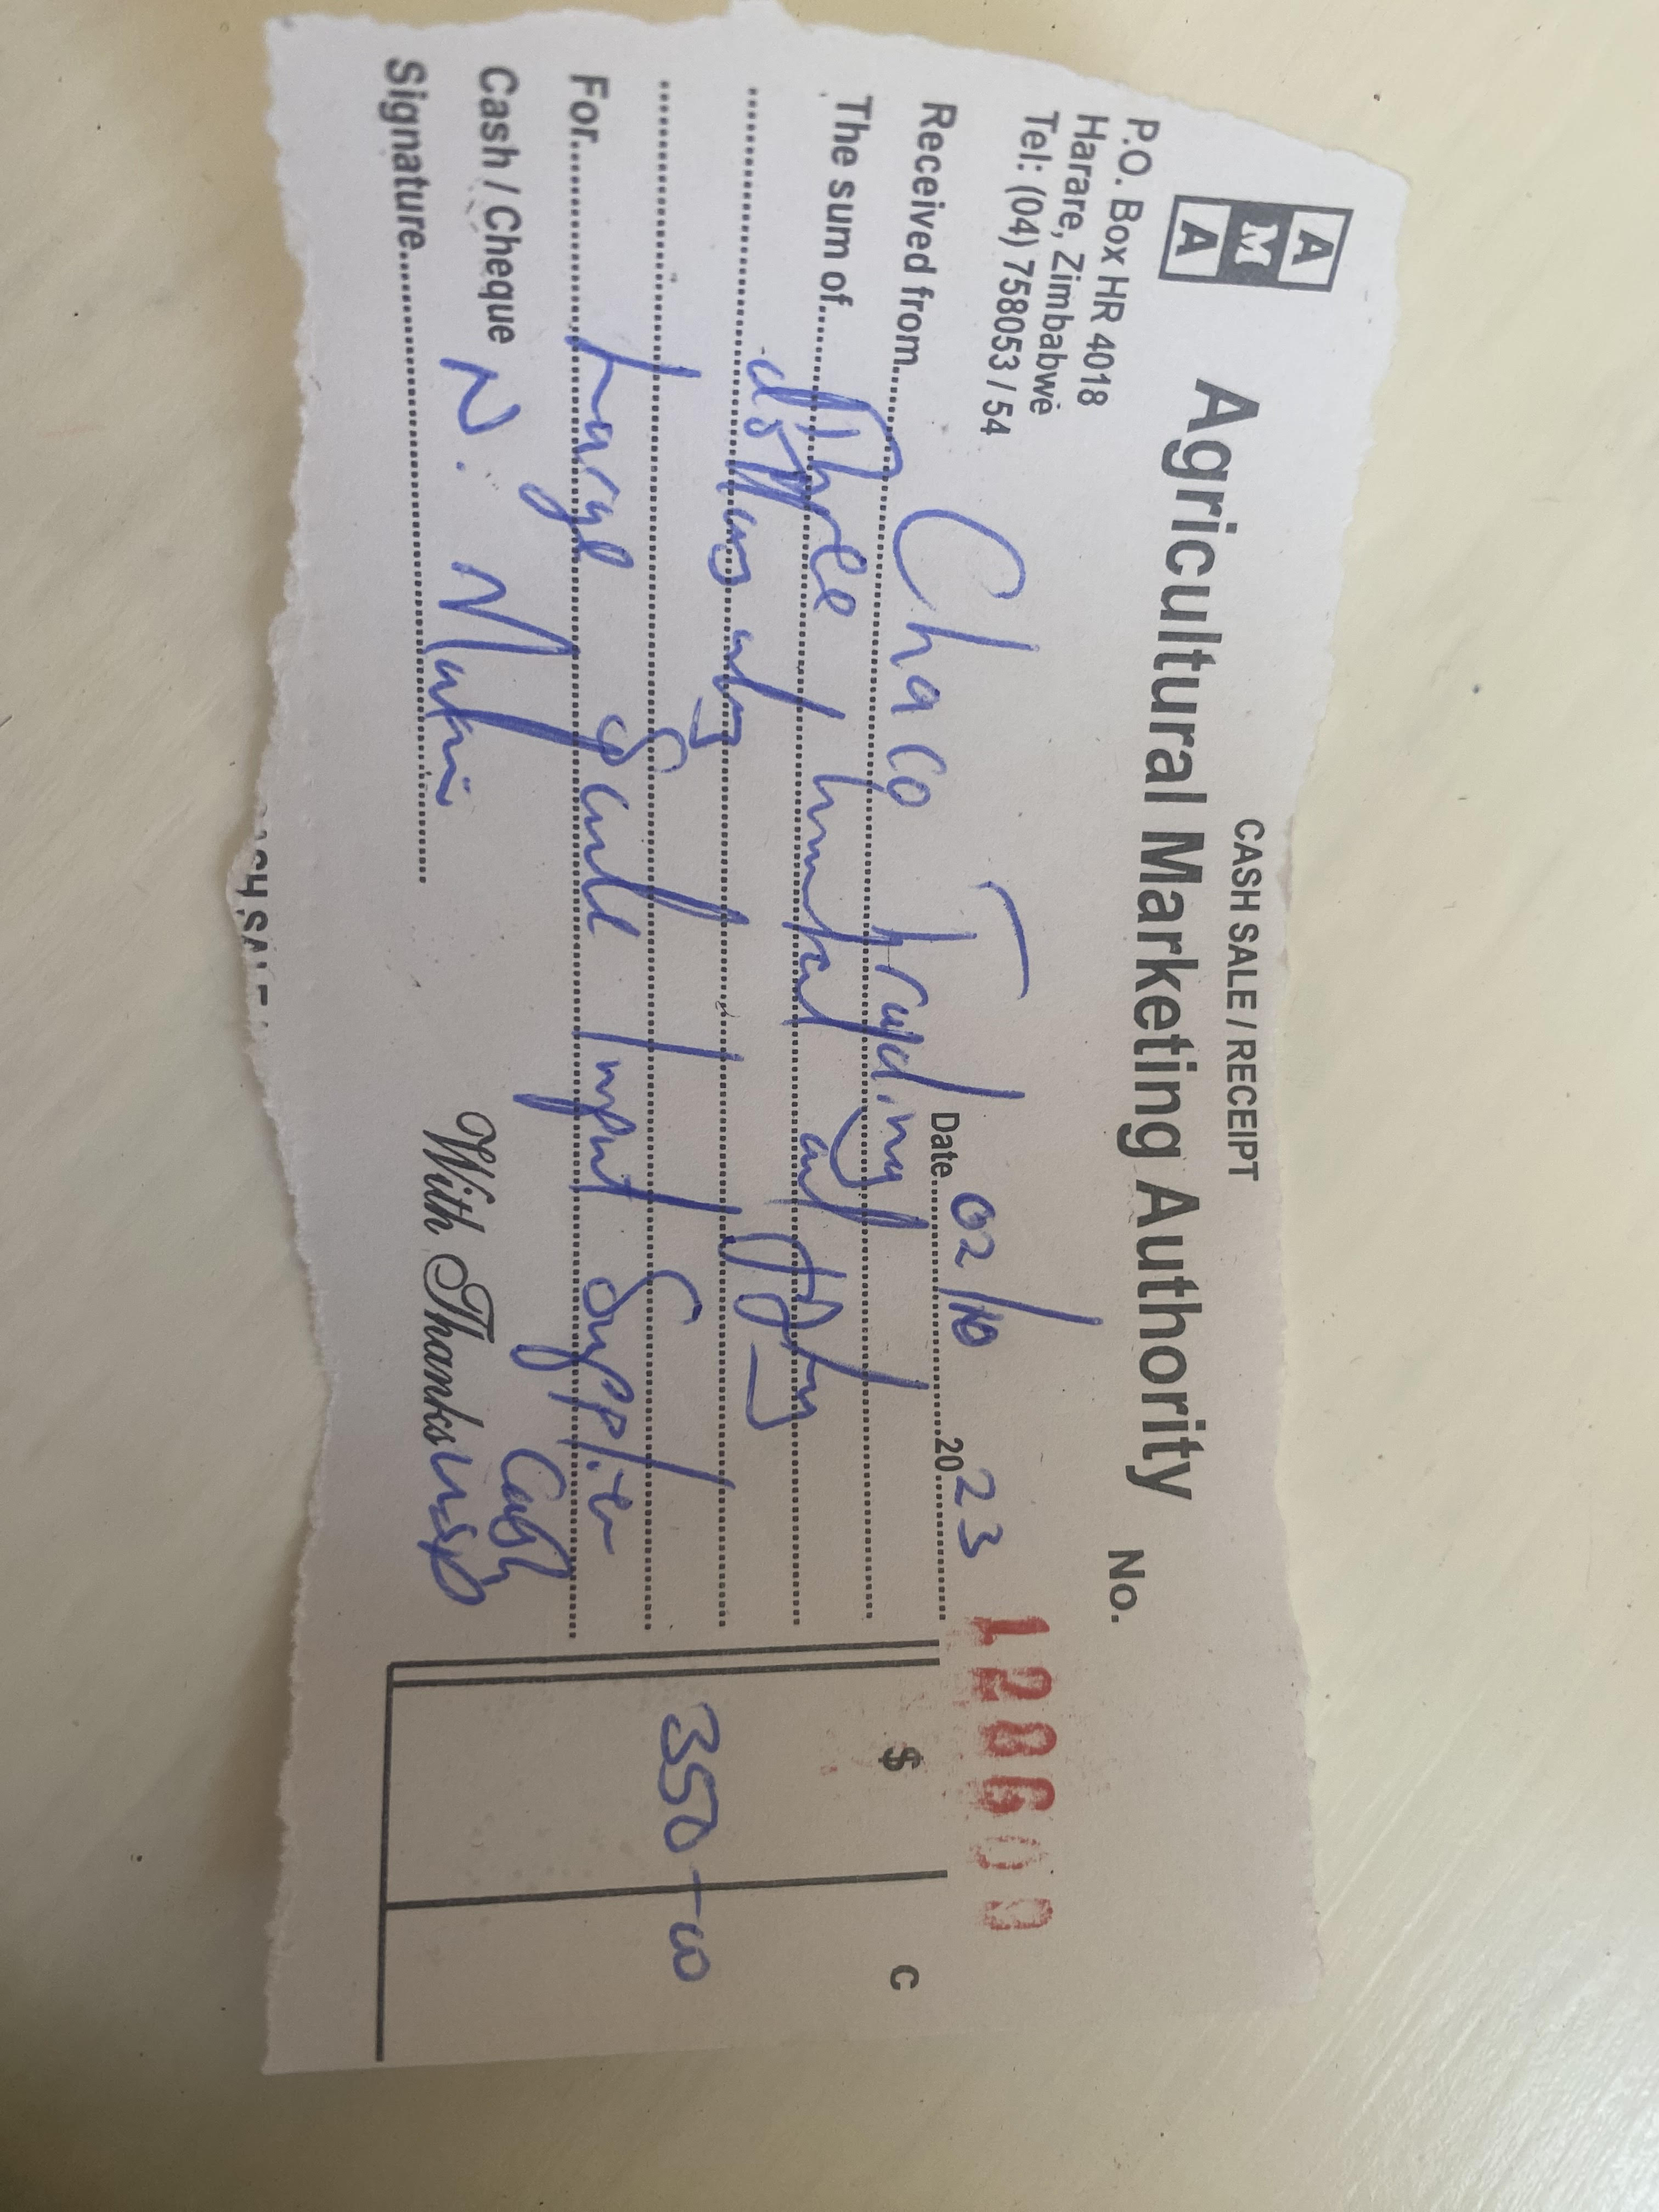 CASH SALE / RECEIPT
A
M
A
Agricultural Marketing Authority No. 128600
P.O. Box HR 4018
Harare, Zimbabwe
Tel: (04) 758053 / 54
Date 02/10 2023
Received from Chaco Trading
The sum of Three hundred and fifty
dollars only
For Large Scale Input Supplier
$ c
350-00
Cash / Cheque Cash
Signature N.
With Thanks USD